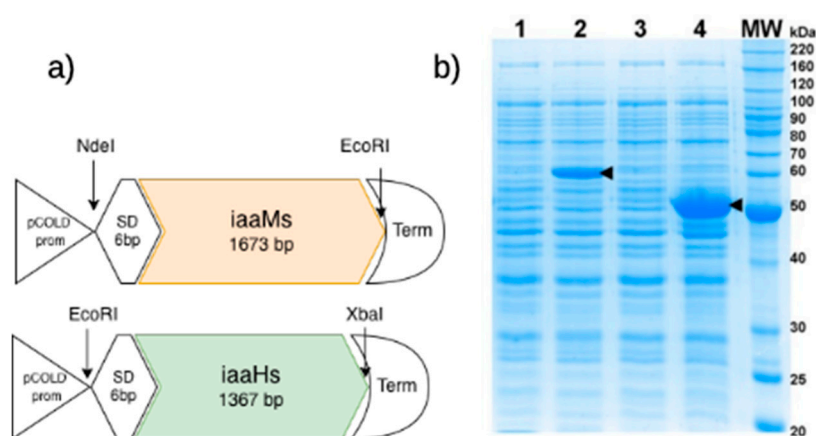 a)
NdeI
EcoRI
pCOLD
prom
SD
6bp
iaaMs
1673 bp
Term
EcoRI
XbaI
pCOLD
prom
SD
6bp
iaaHs
1367 bp
Term
b)
1 2 3 4 MW kDa
220
160
120
100
90
80
70
60
50
40
30
25
20